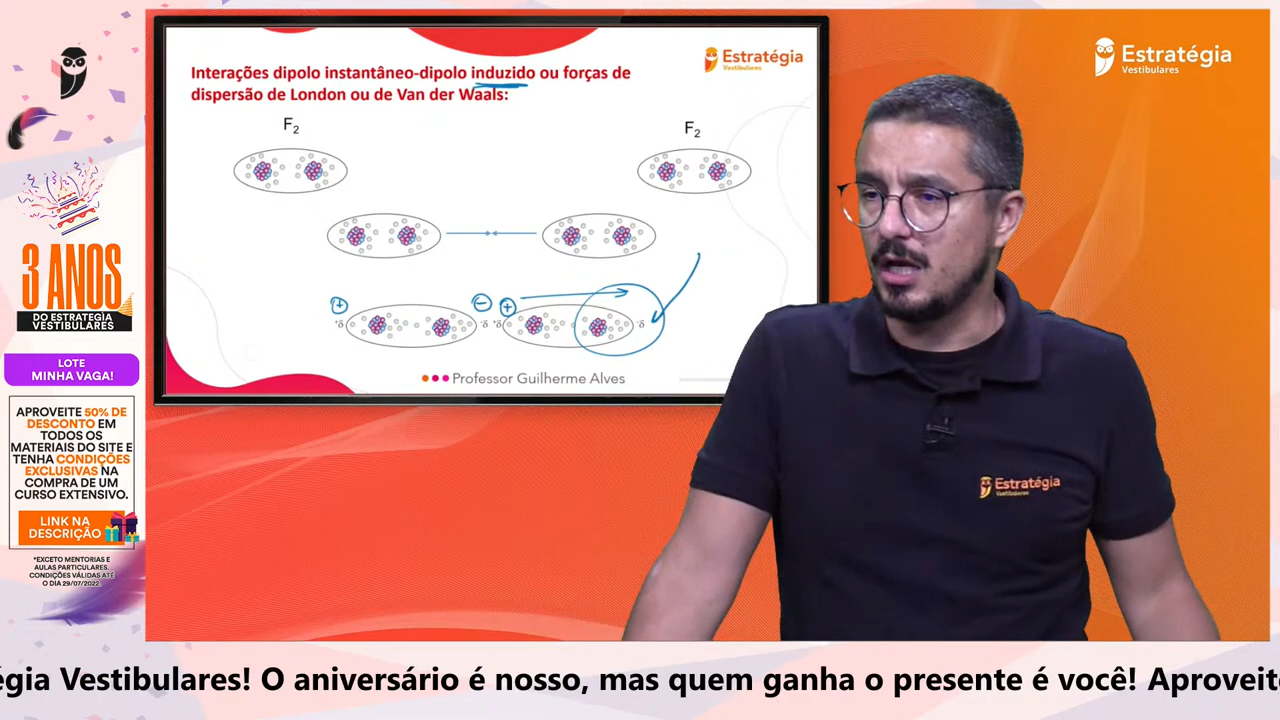 3 ANOS
DO ESTRATEGIA
VESTIBULARES
LOTE
MINHA VAGA!
APROVEITE 50% DE
DESCONTO EM
TODOS OS
MATERIAIS DO SITE E
TENHA CONDIÇÕES
EXCLUSIVAS NA
COMPRA DE UM
CURSO EXTENSIVO.
LINK NA
DESCRIÇÃO
*EXCETO MENTORIAS E
AULAS PARTICULARES.
CONDIÇÕES VÁLIDAS ATÉ
O DIA 29/07/2022.
Estratégia
Vestibulares
Interações dipolo instantâneo-dipolo induzido ou forças de
dispersão de London ou de Van der Waals:
F2
F2
+ - +
+δ -δ +δ -δ
Professor Guilherme Alves
Estratégia
Vestibulares
Estratégia
Vestibulares
égia Vestibulares! O aniversário é nosso, mas quem ganha o presente é você! Aproveit